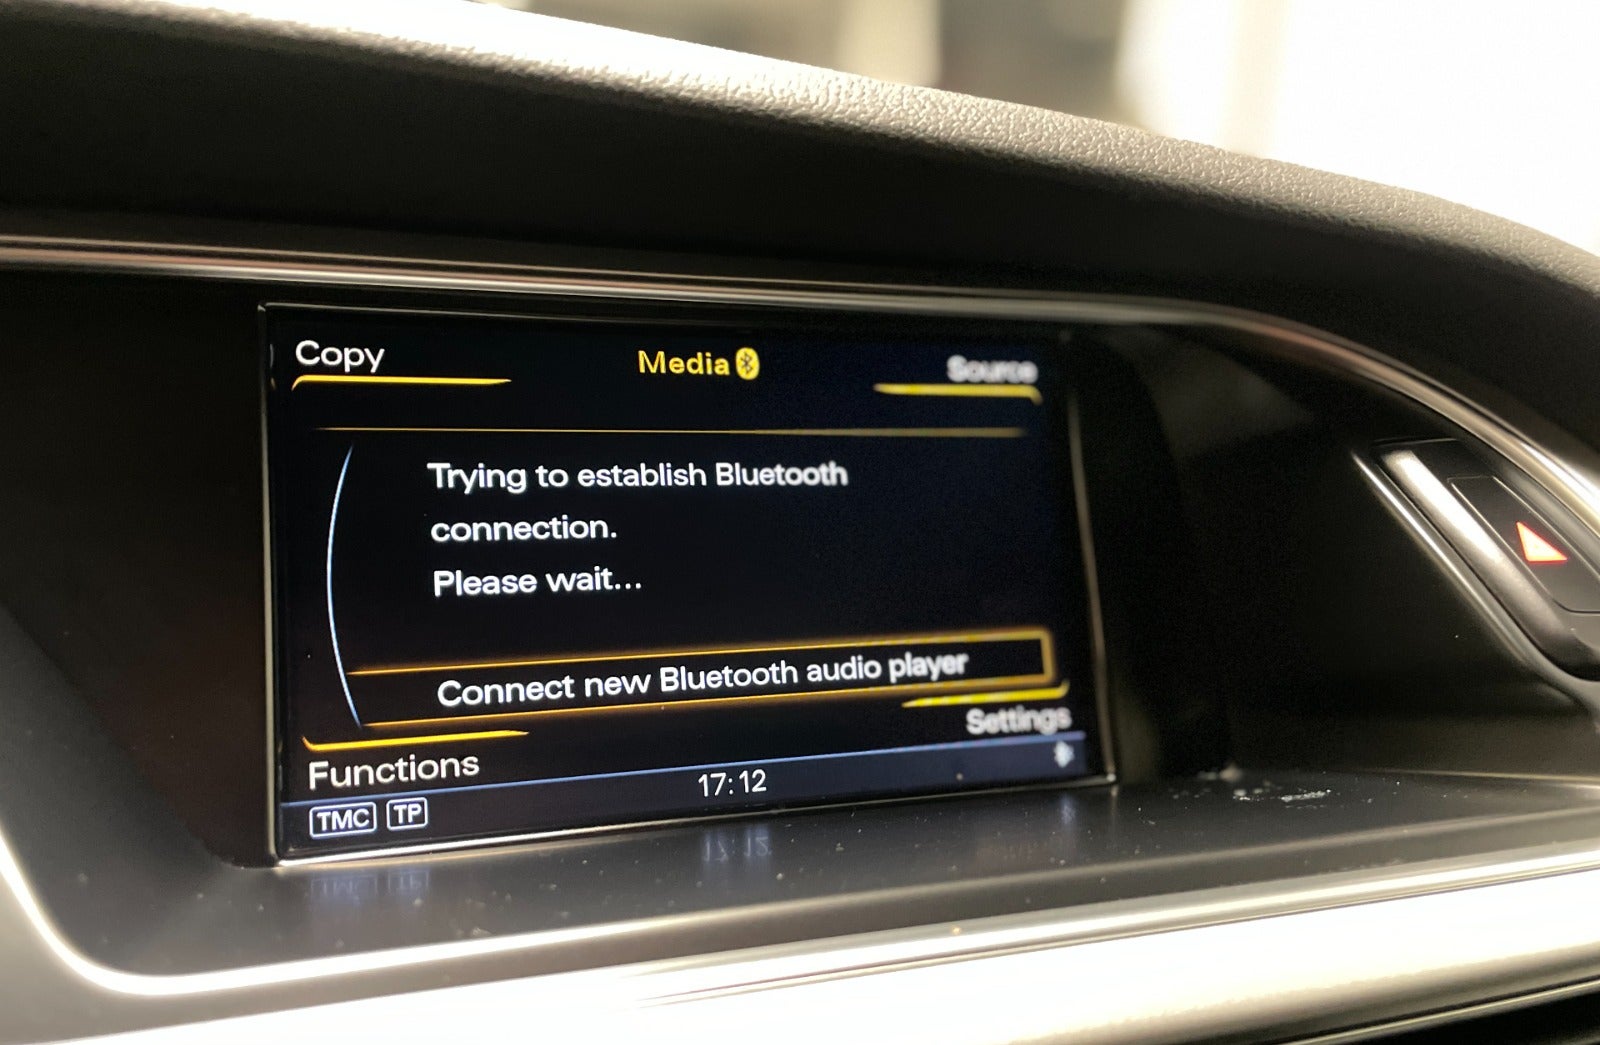 Copy
Media
Source
Trying to establish Bluetooth
connection.
Please wait...
Connect new Bluetooth audio player
Settings
Functions
17:12
TMC TP